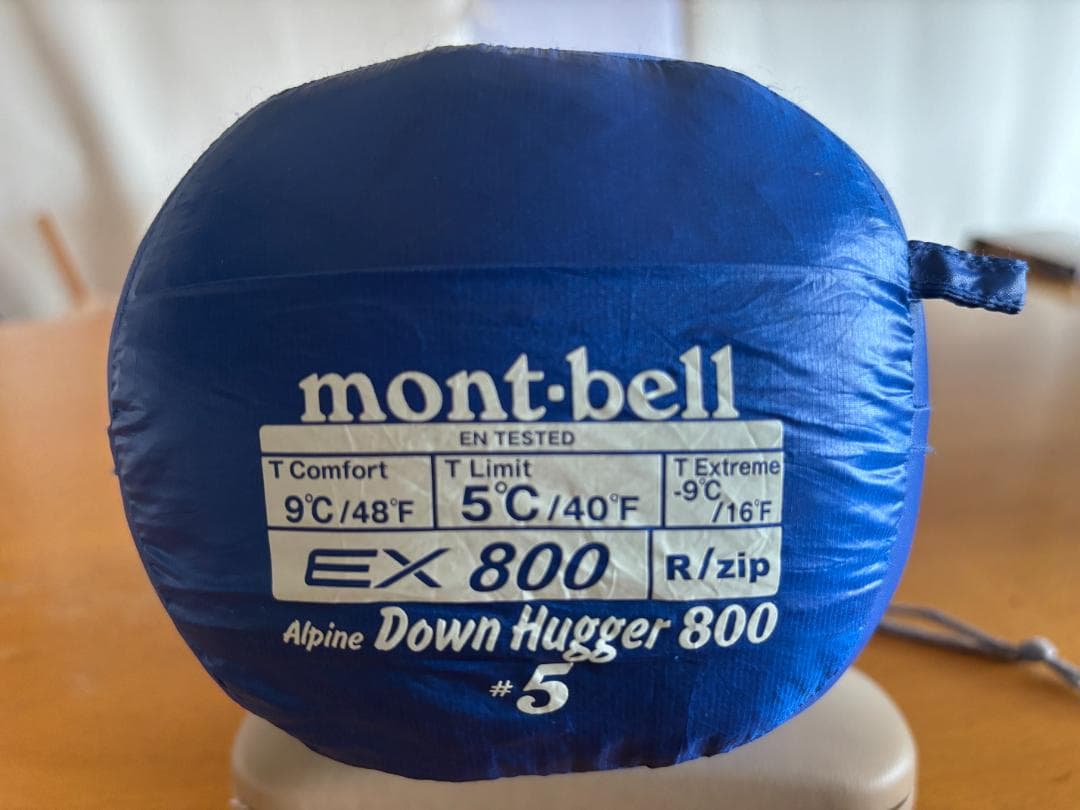 mont-bell
EN TESTED
T Comfort
9°C/48°F
T Limit
5°C/40°F
T Extreme
-9°C
/16°F
EX 800
R/zip
Alpine Down Hugger 800
#5